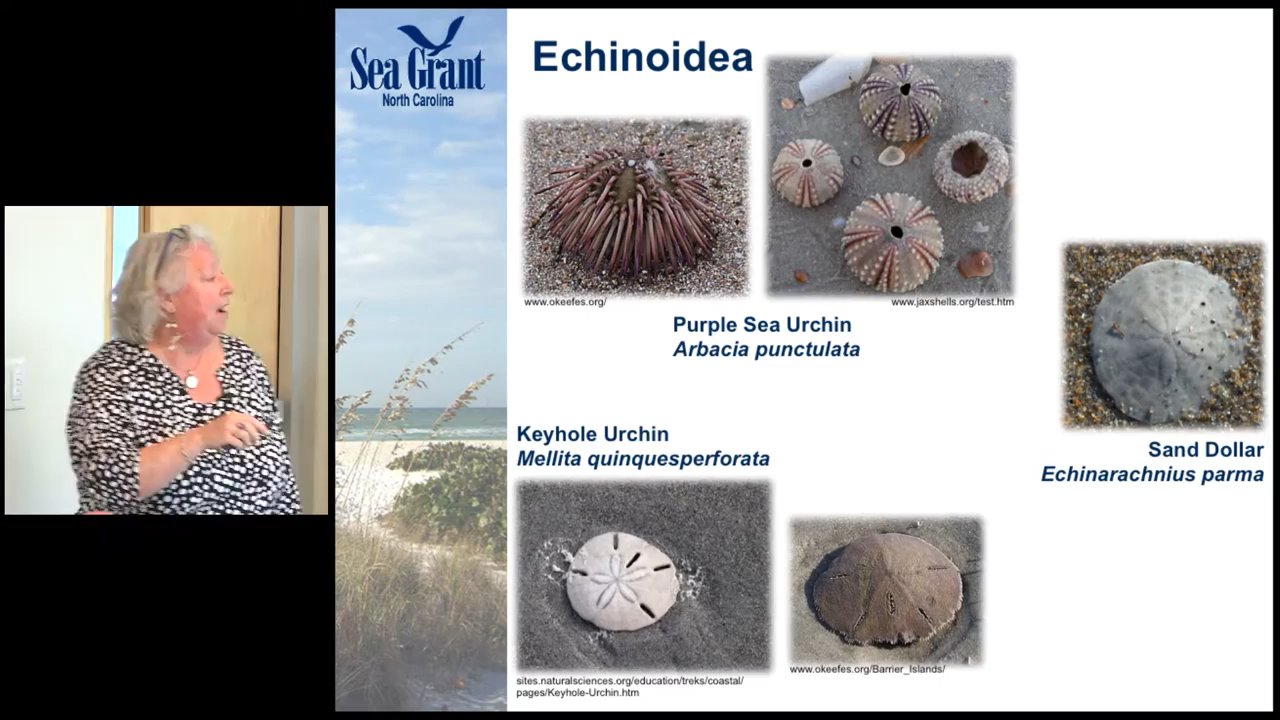 Sea Grant
North Carolina
Echinoidea
www.okeefes.org/
www.jaxshells.org/test.htm
Purple Sea Urchin
Arbacia punctulata
Sand Dollar
Echinarachnius parma
Keyhole Urchin
Mellita quinquesperforata
sites.naturalsciences.org/education/treks/coastal/
pages/Keyhole-Urchin.htm
www.okeefes.org/Barrier_Islands/